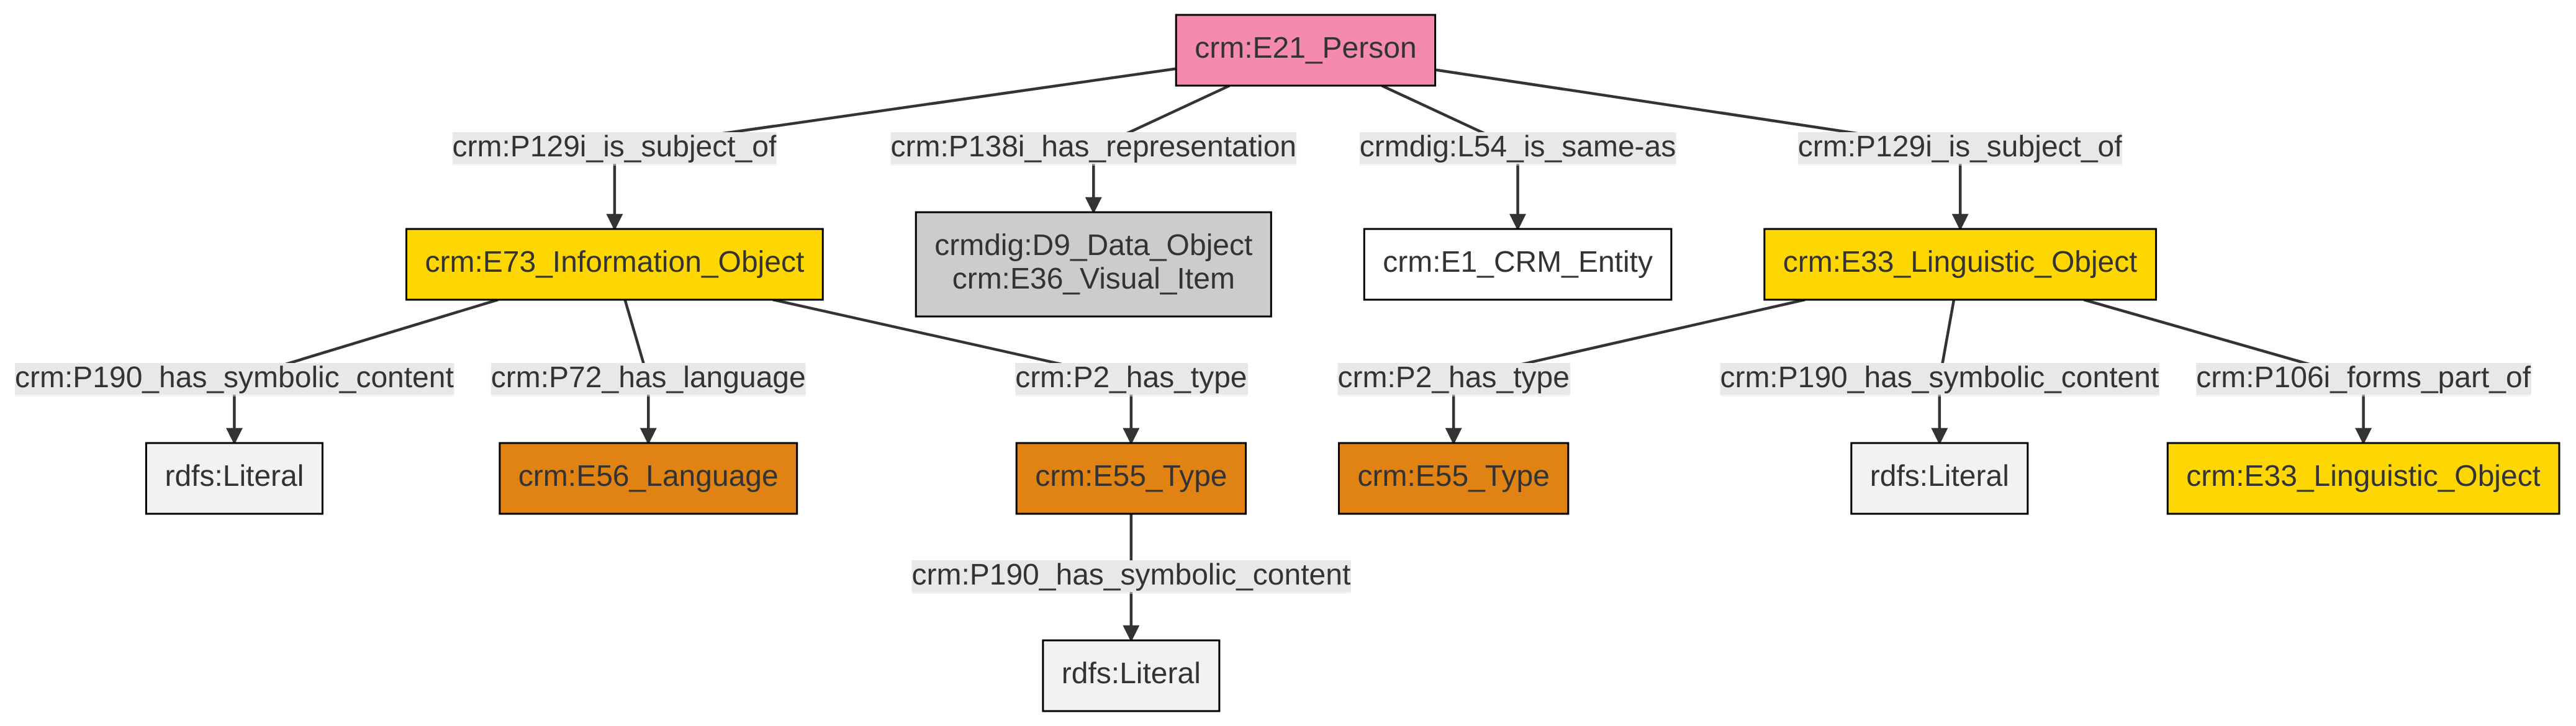 crm:E21_Person
crm:P129i_is_subject_of
crm:P138i_has_representation
crmdig:L54_is_same-as
crm:P129i_is_subject_of
crm:E73_Information_Object
crmdig:D9_Data_Object
crm:E36_Visual_Item
crm:E1_CRM_Entity
crm:E33_Linguistic_Object
crm:P190_has_symbolic_content
crm:P72_has_language
crm:P2_has_type
crm:P2_has_type
crm:P190_has_symbolic_content
crm:P106i_forms_part_of
rdfs:Literal
crm:E56_Language
crm:E55_Type
crm:E55_Type
rdfs:Literal
crm:E33_Linguistic_Object
crm:P190_has_symbolic_content
rdfs:Literal